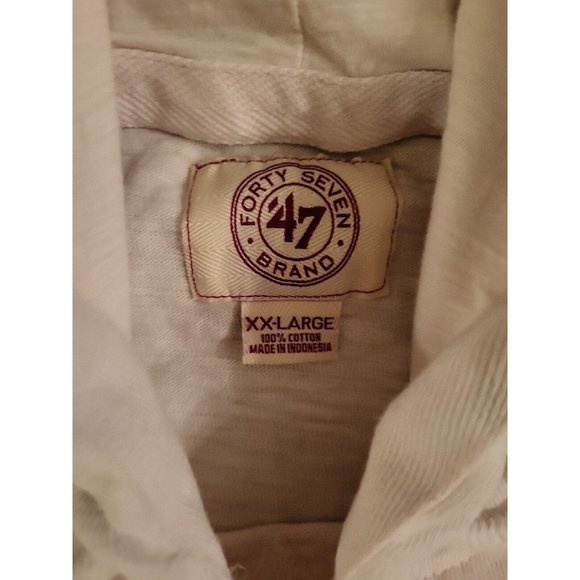 FORTY SEVEN
'47
BRAND
XX-LARGE
100% COTTON
MADE IN INDONESIA